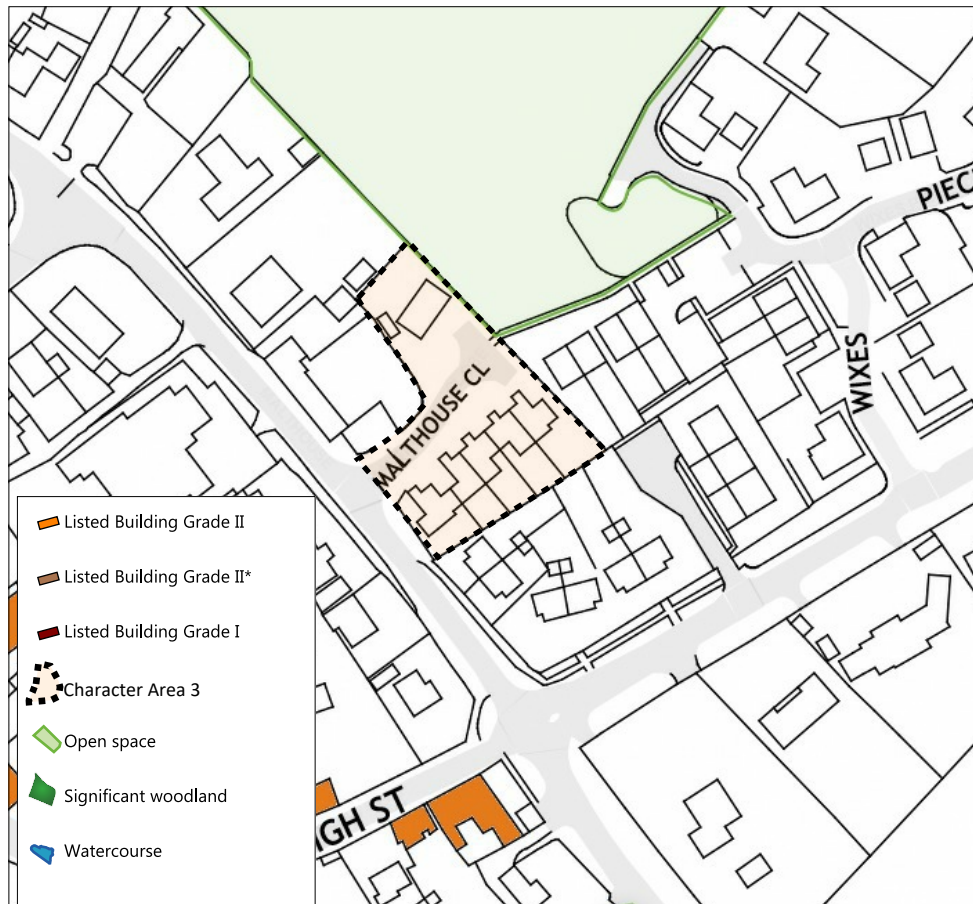 PIEC
WIXES
MALTHOUSE CL
Listed Building Grade II
Listed Building Grade II*
Listed Building Grade I
Character Area 3
Open space
Significant woodland
Watercourse
IGH ST